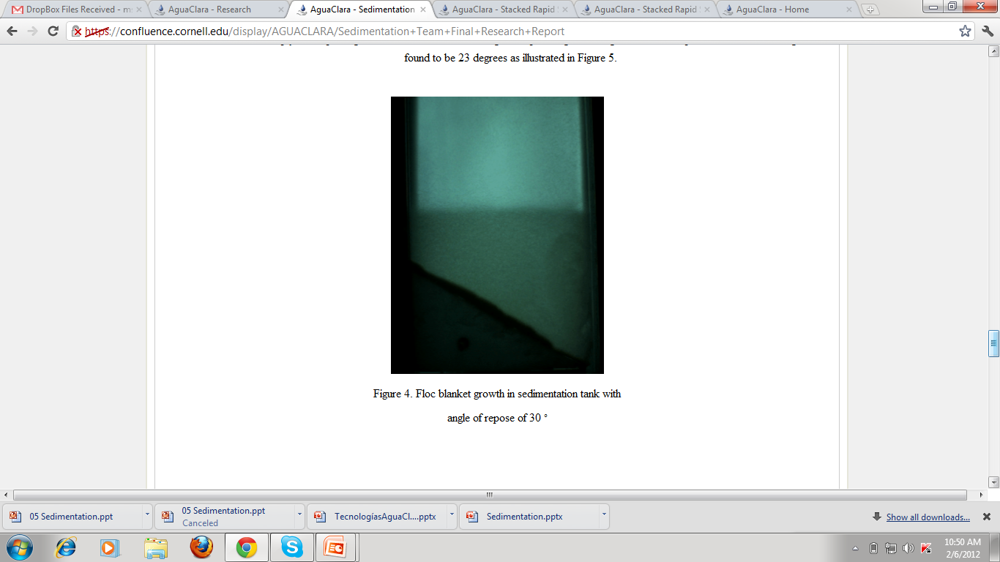 DropBox Files Received - m
AguaClara - Research
AguaClara - Sedimentation
AguaClara - Stacked Rapid
AguaClara - Stacked Rapid
AguaClara - Home
https://confluence.cornell.edu/display/AGUACLARA/Sedimentation+Team+Final+Research+Report
found to be 23 degrees as illustrated in Figure 5.
Figure 4. Floc blanket growth in sedimentation tank with
angle of repose of 30 °
05 Sedimentation.ppt
05 Sedimentation.ppt
Canceled
TecnologíasAguaCl....pptx
Sedimentation.pptx
Show all downloads...
10:50 AM
2/6/2012